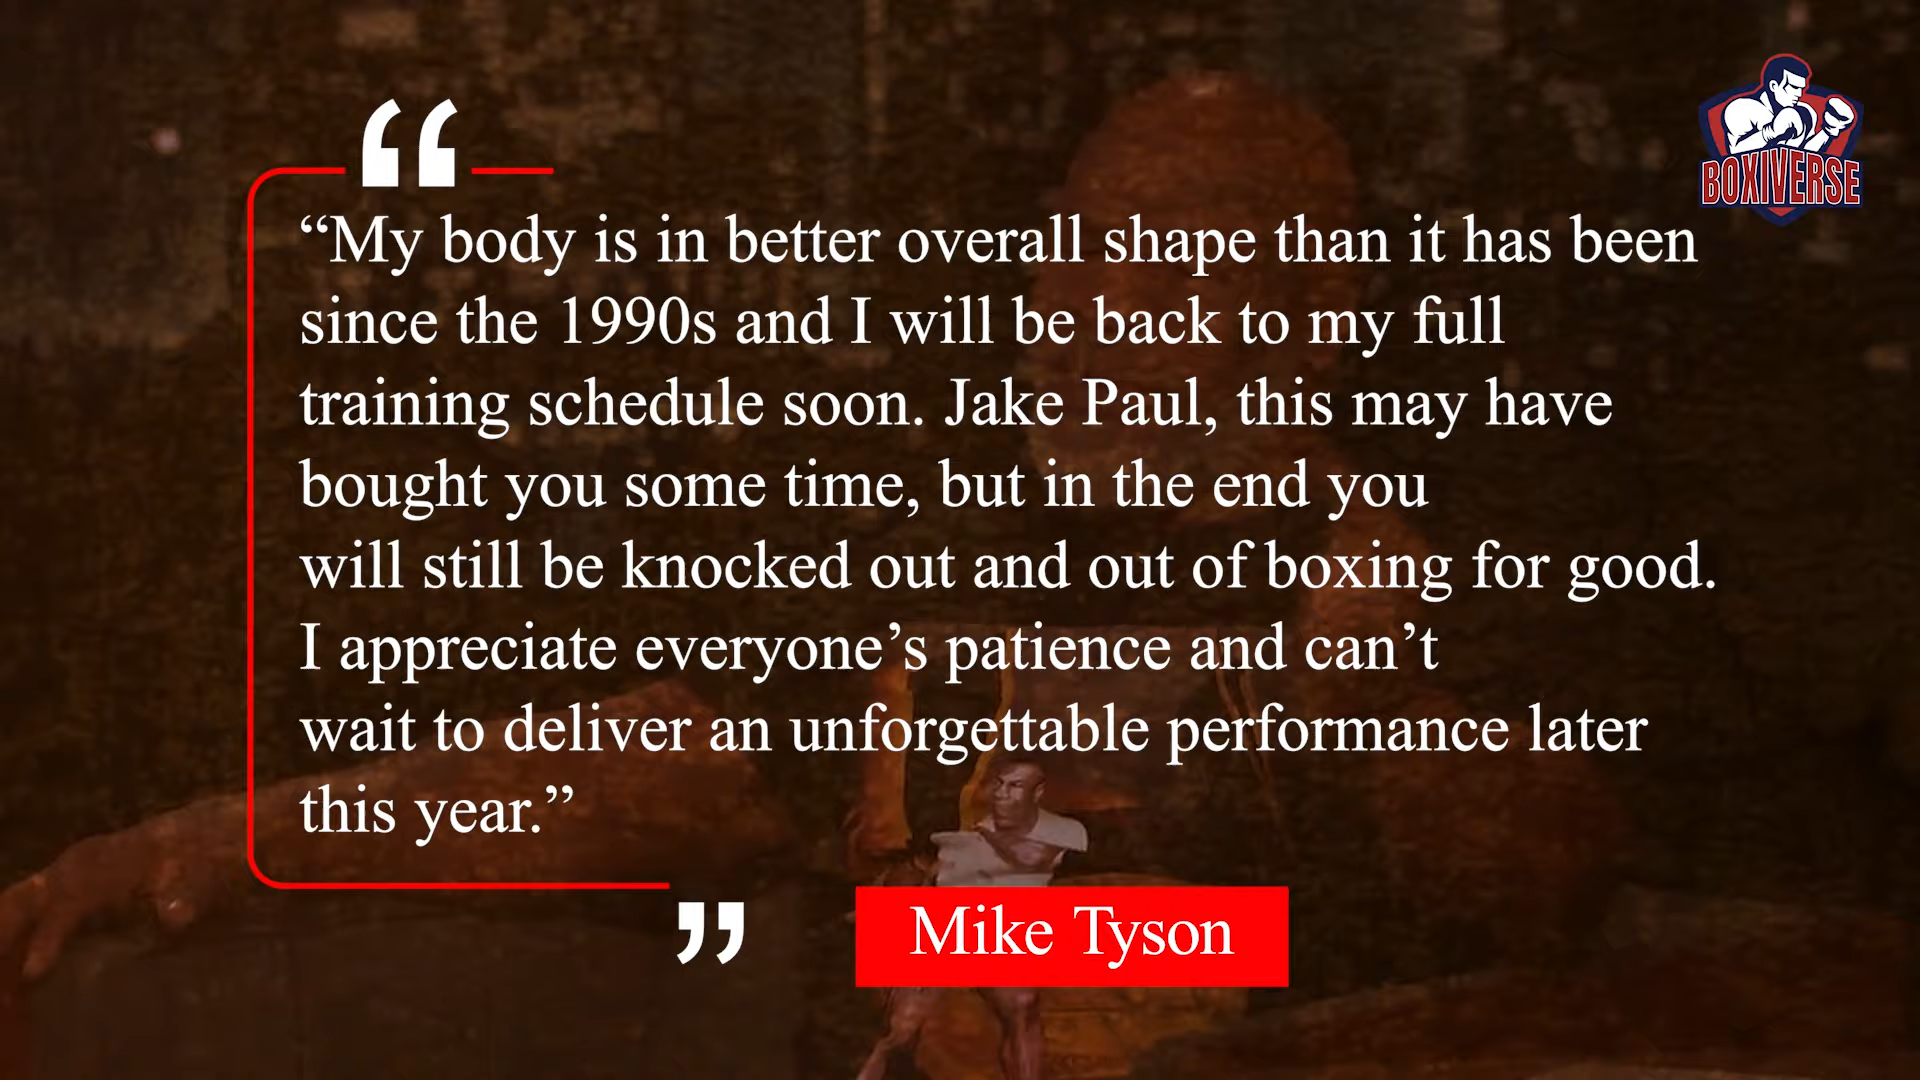 BOXIVERSE
“My body is in better overall shape than it has been
since the 1990s and I will be back to my full
training schedule soon. Jake Paul, this may have
bought you some time, but in the end you
will still be knocked out and out of boxing for good.
I appreciate everyone’s patience and can’t
wait to deliver an unforgettable performance later
this year.”
Mike Tyson